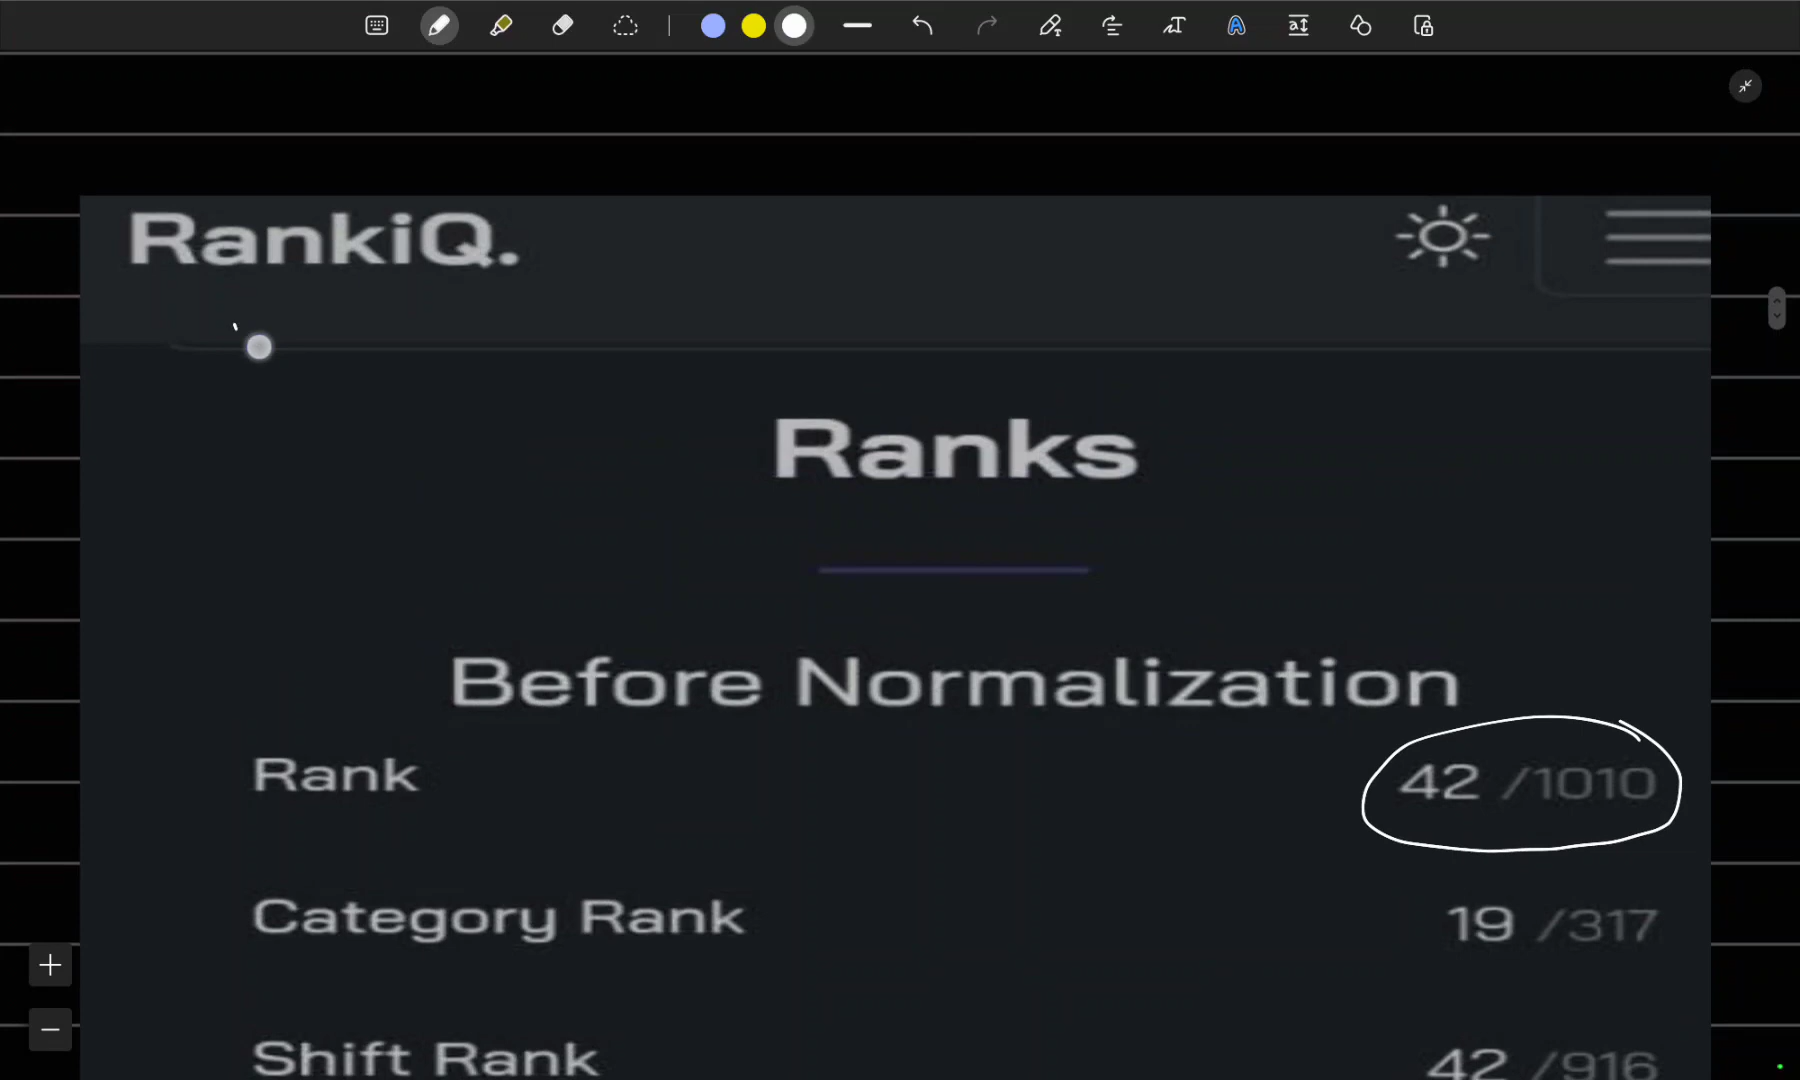 RankiQ.
Ranks
Before Normalization
Rank 42 /1010
Category Rank 19 /317
Shift Rank 42 /916